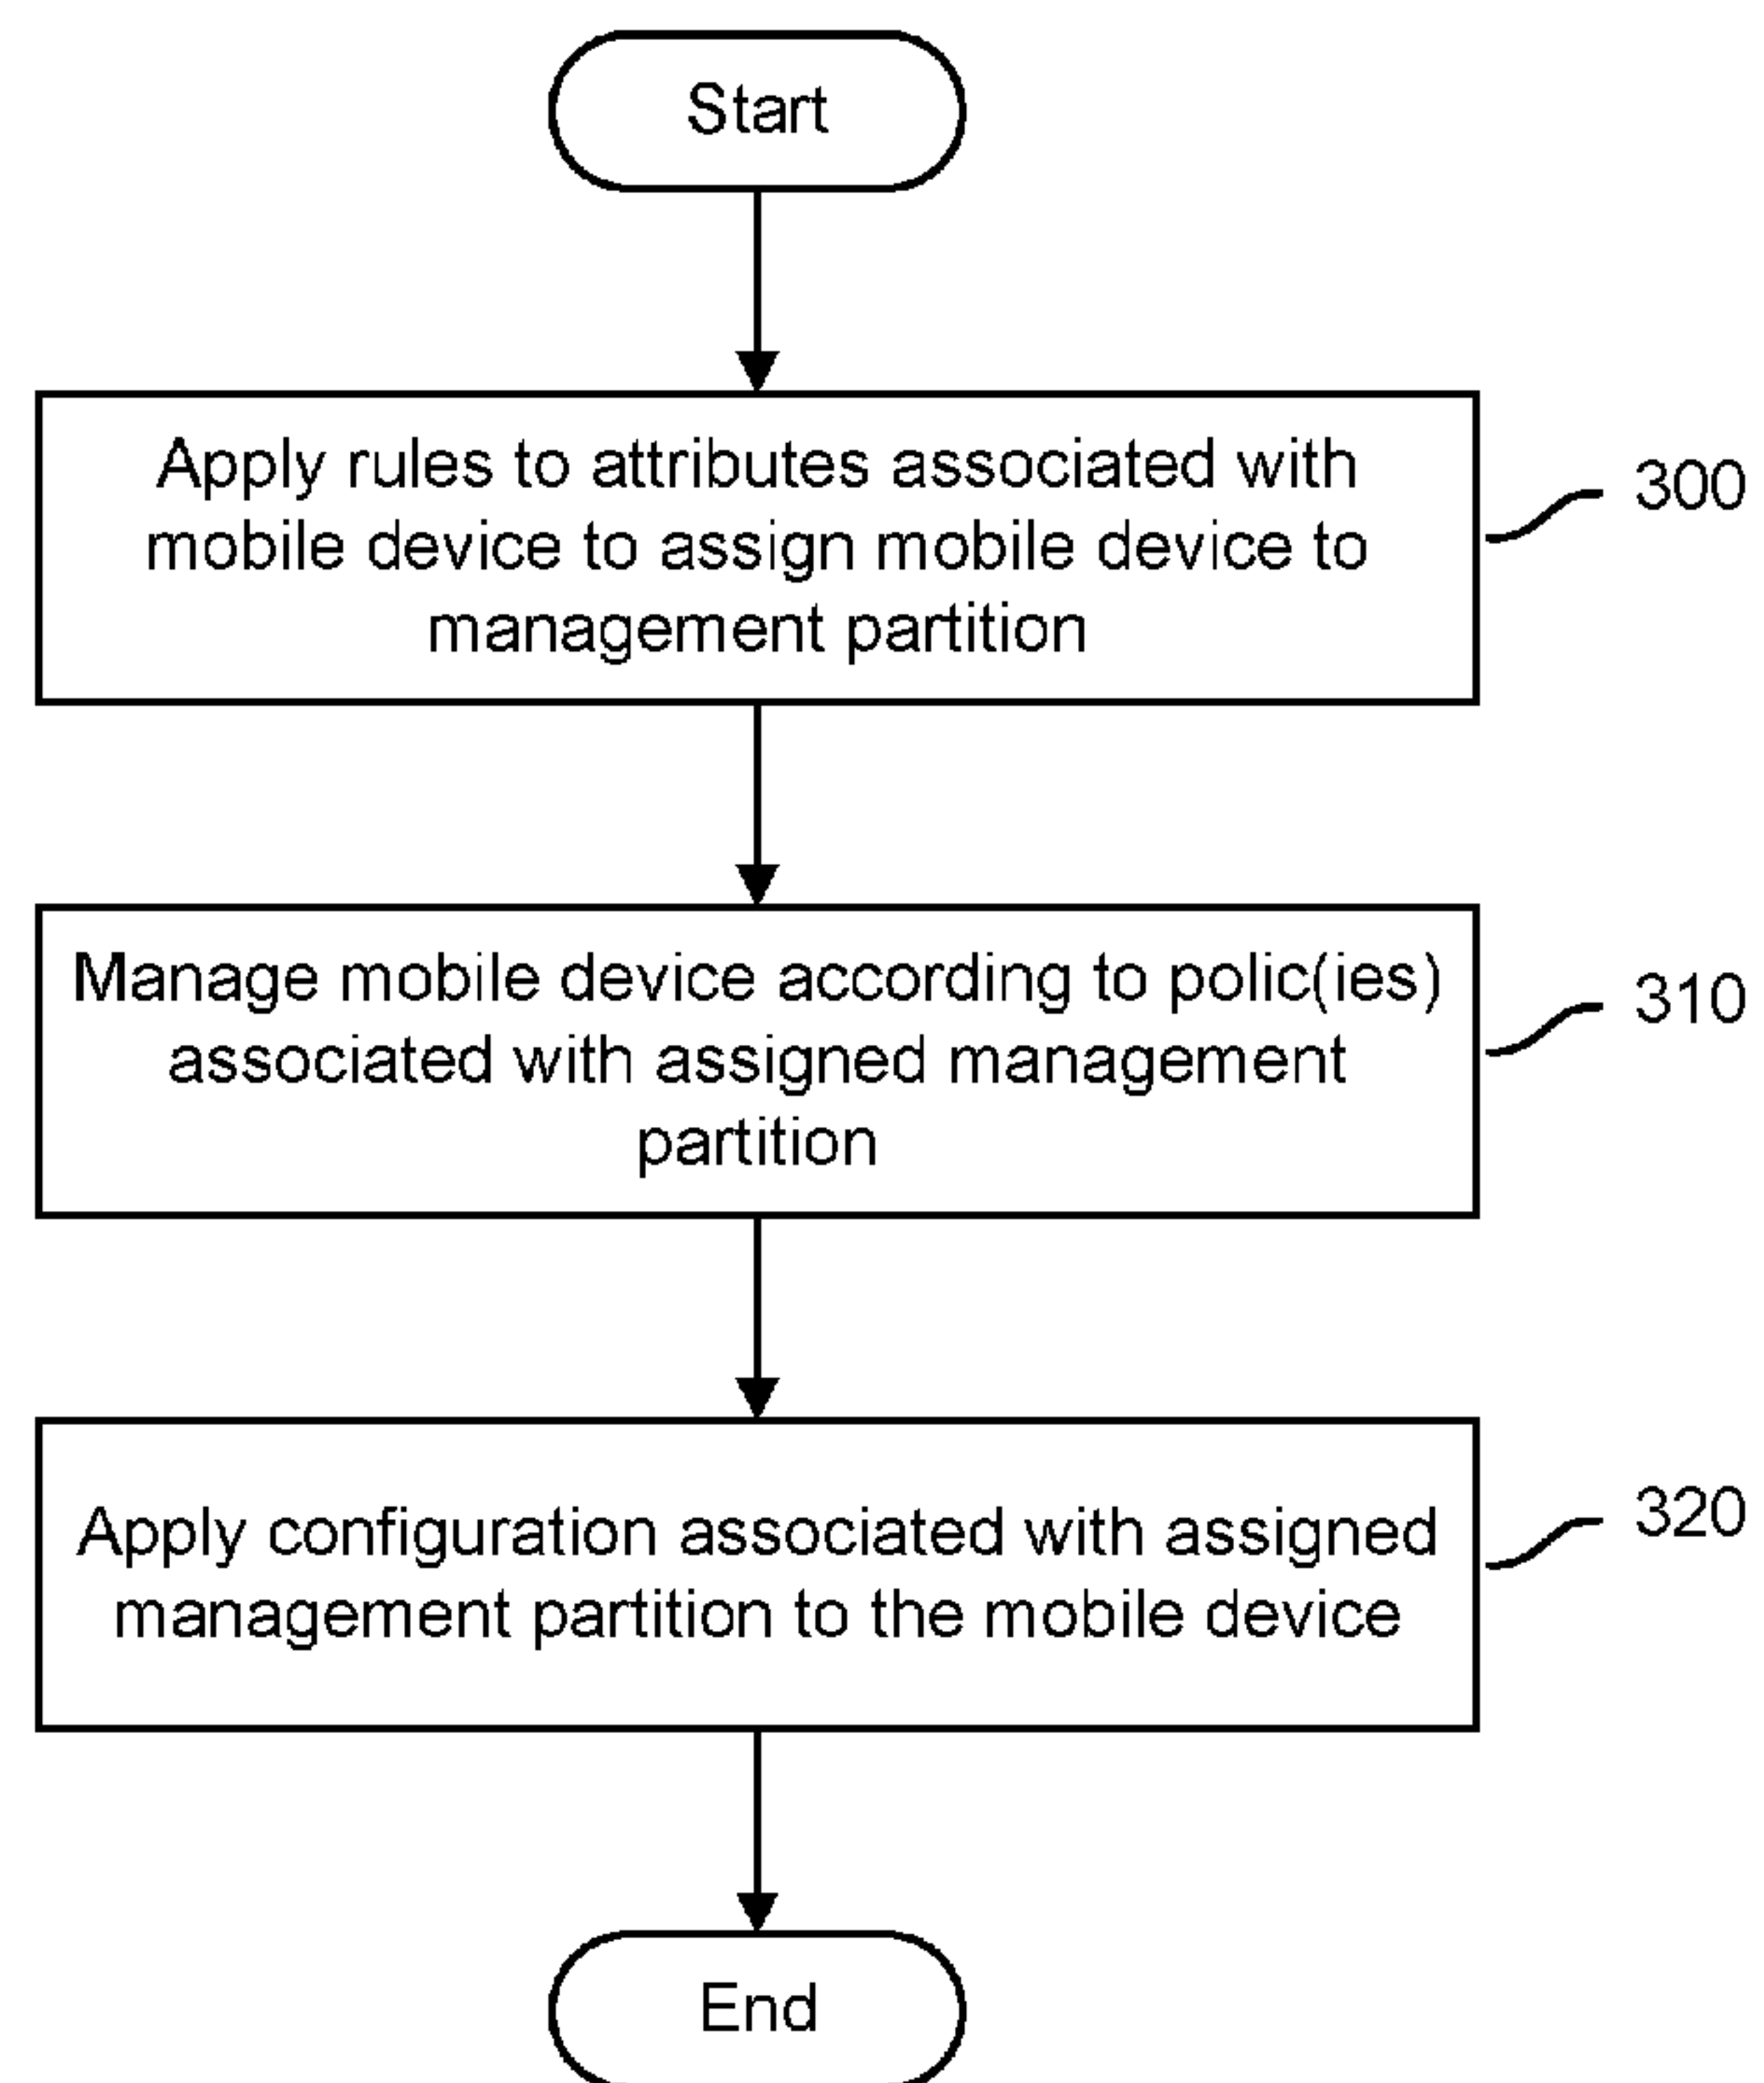 Start
Apply rules to attributes associated with
mobile device to assign mobile device to
management partition
300
Manage mobile device according to polic(ies)
associated with assigned management
partition
310
Apply configuration associated with assigned
management partition to the mobile device
320
End